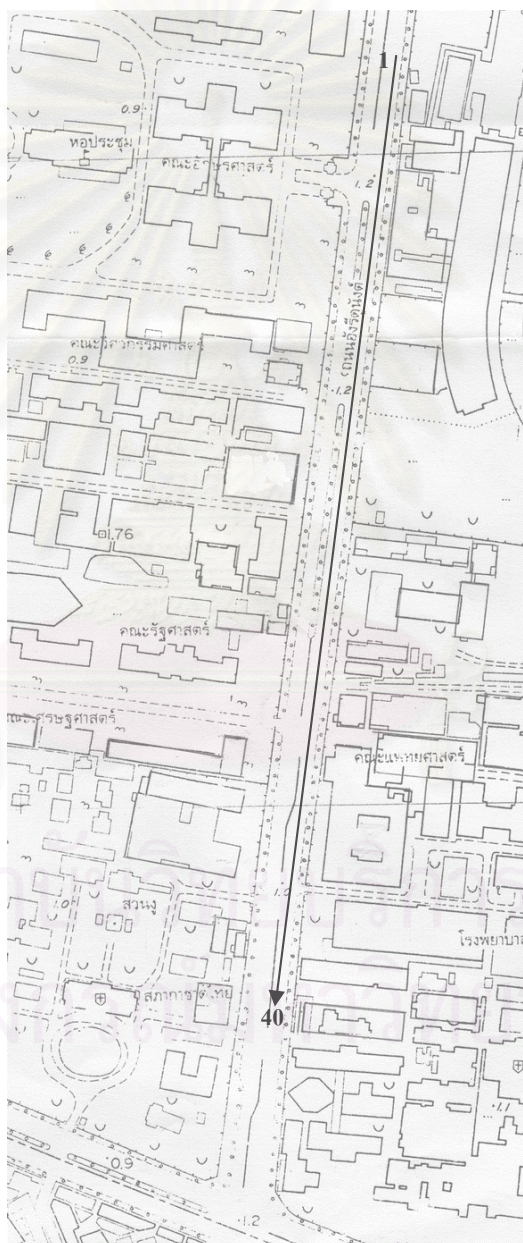 1
0.9
หอประชุม
คณะอักษรศาสตร์
1.2
ถนนอังรีดูนังต์
คณะวิศวกรรมศาสตร์
0.9
1.2
1.76
คณะรัฐศาสตร์
คณะเศรษฐศาสตร์
คณะแพทยศาสตร์
สวนงู
1.0
โรงพยาบาล
สภากาชาดไทย
40
1.1
0.9
1.2